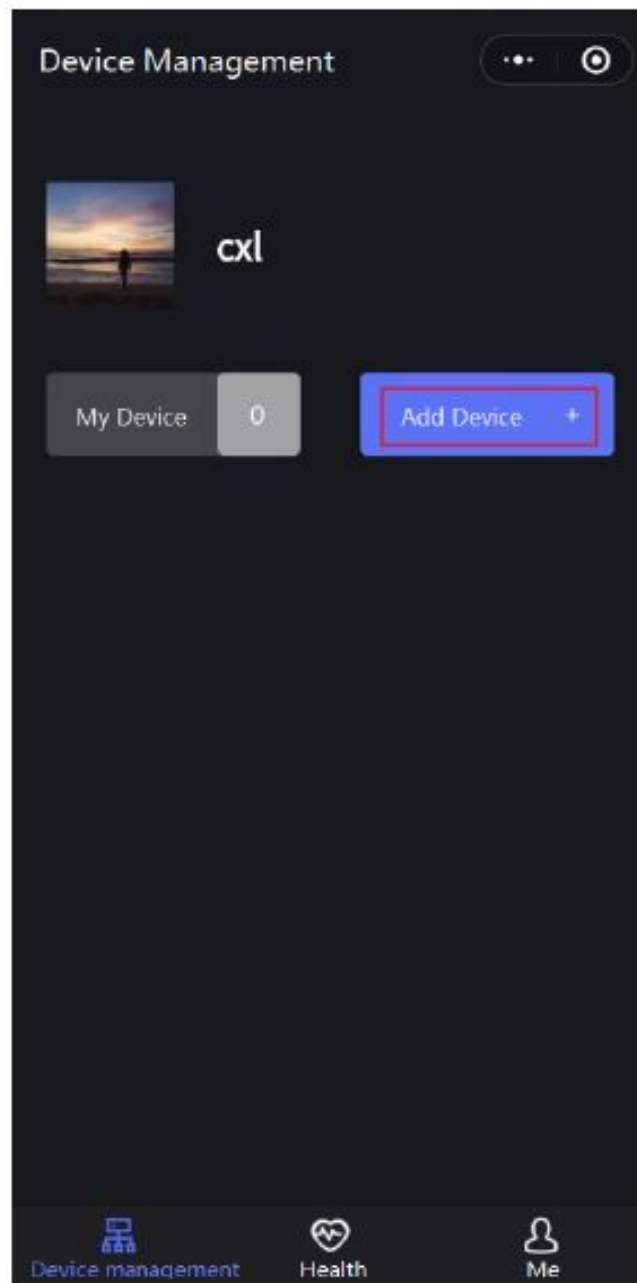 Device Management
cxl
My Device 0
Add Device +
Device management
Health
Me